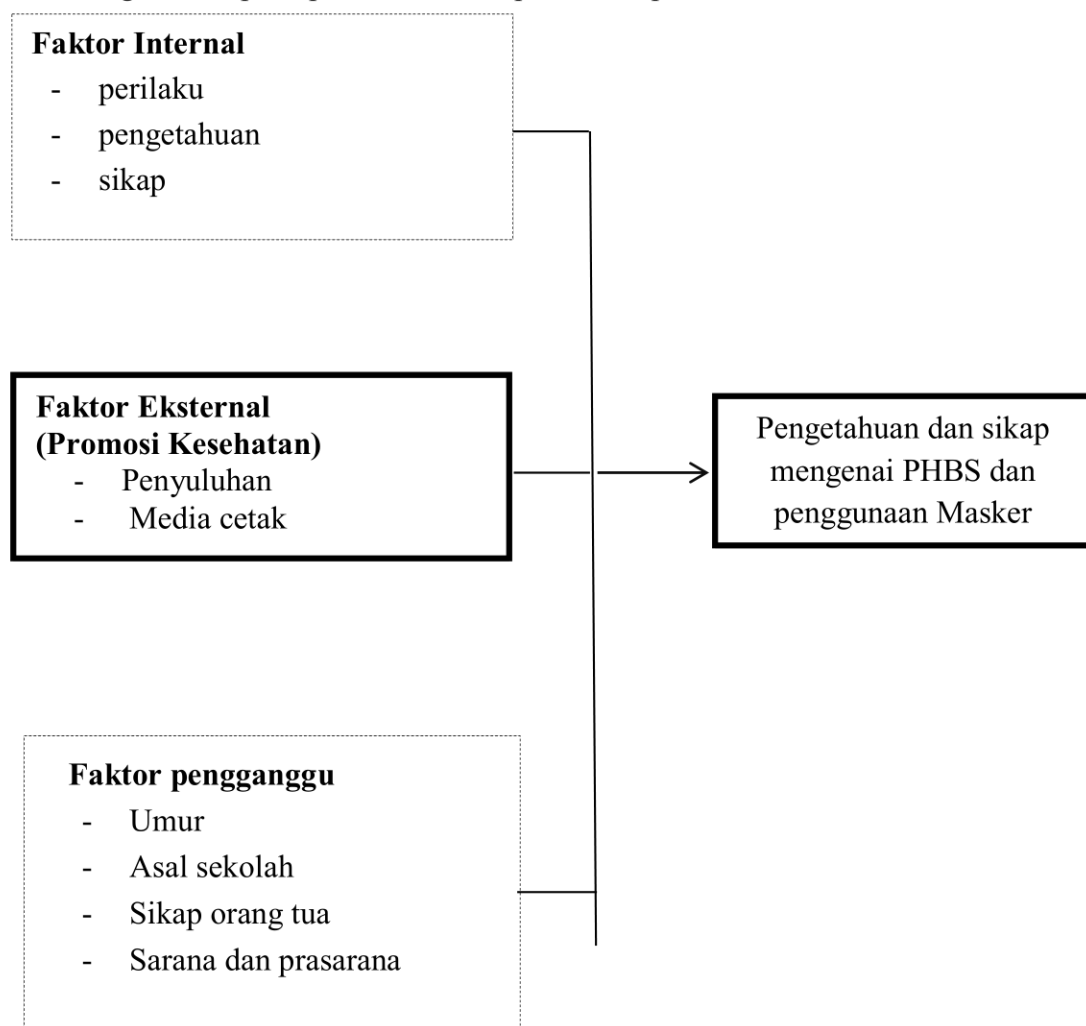 Faktor Internal
- perilaku
- pengetahuan
- sikap
Faktor Eksternal
(Promosi Kesehatan)
- Penyuluhan
- Media cetak
Pengetahuan dan sikap
mengenai PHBS dan
penggunaan Masker
Faktor pengganggu
- Umur
- Asal sekolah
- Sikap orang tua
- Sarana dan prasarana